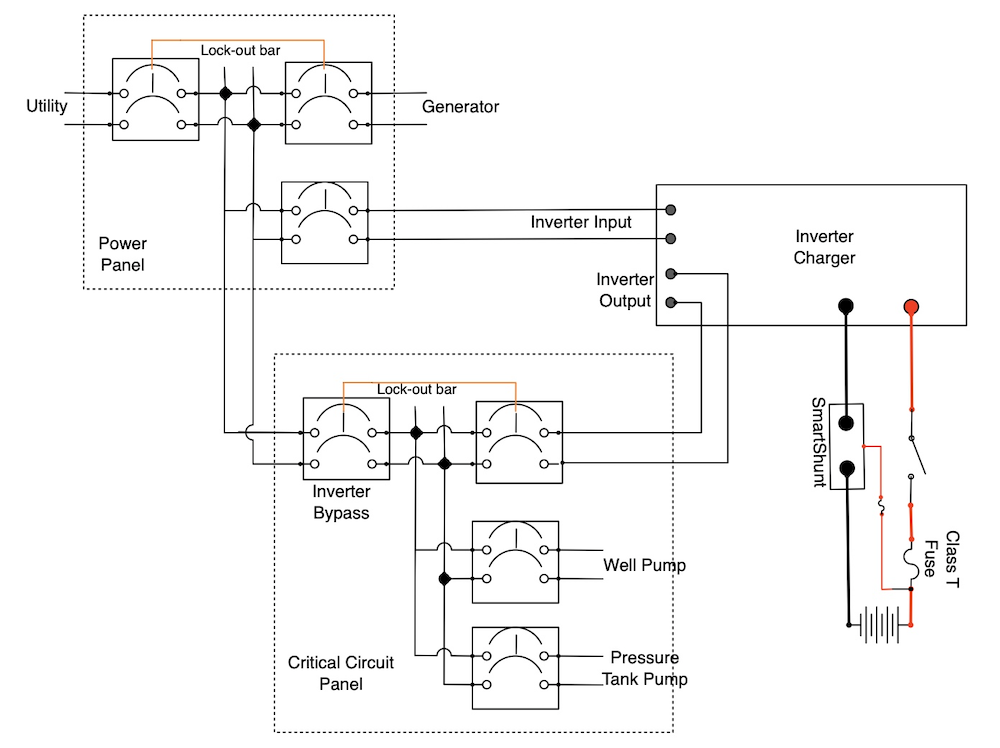 Lock-out bar
Utility
Generator
Power
Panel
Inverter Input
Inverter
Output
Inverter
Charger
Lock-out bar
SmartShunt
Inverter
Bypass
Class T
Fuse
Well Pump
Critical Circuit
Panel
Pressure
Tank Pump